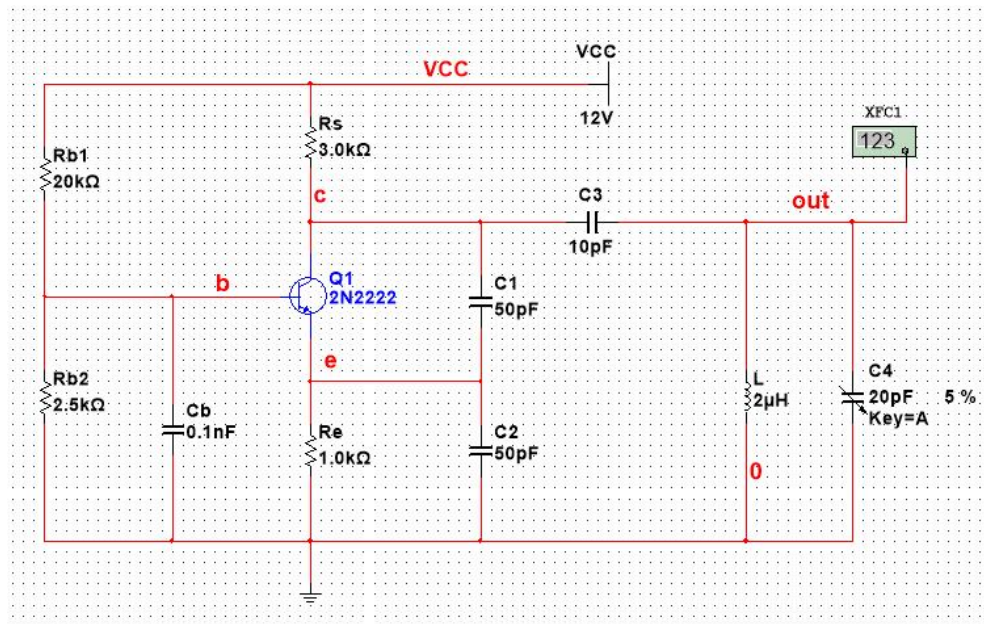 VCC
VCC
12V
XFC1
123
Rs
3.0kΩ
Rb1
20kΩ
c
C3
10pF
out
b
Q1
2N2222
C1
50pF
e
Rb2
2.5kΩ
Cb
0.1nF
Re
1.0kΩ
C2
50pF
L
2μH
C4
20pF 5 %
Key=A
0